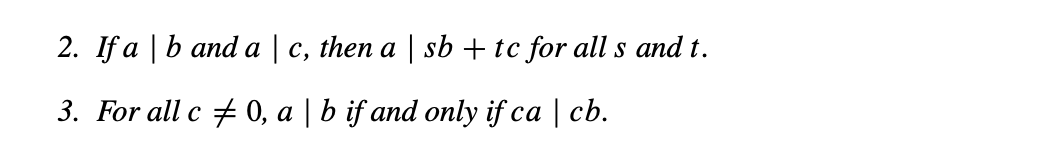 2. If a | b and a | c, then a | sb + tc for all s and t.
3. For all c ≠ 0, a | b if and only if ca | cb.